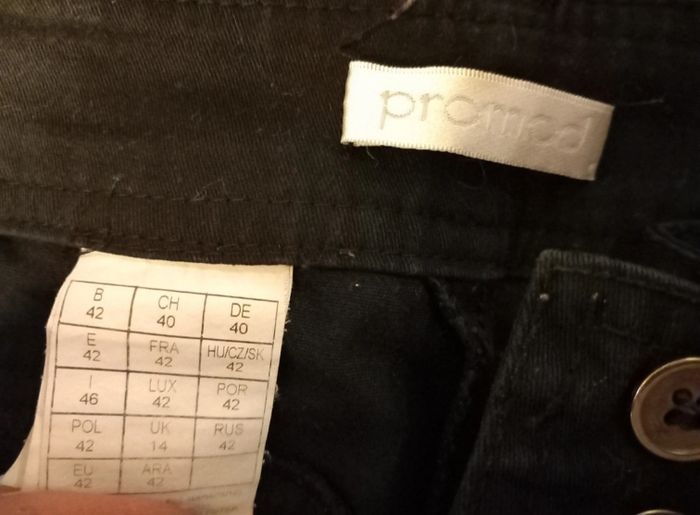 promod
B CH DE
42 40 40
E FRA HU/CZ/SK
42 42 42
I LUX POR
46 42 42
POL UK RUS
42 14 42
EU ARA
42 42